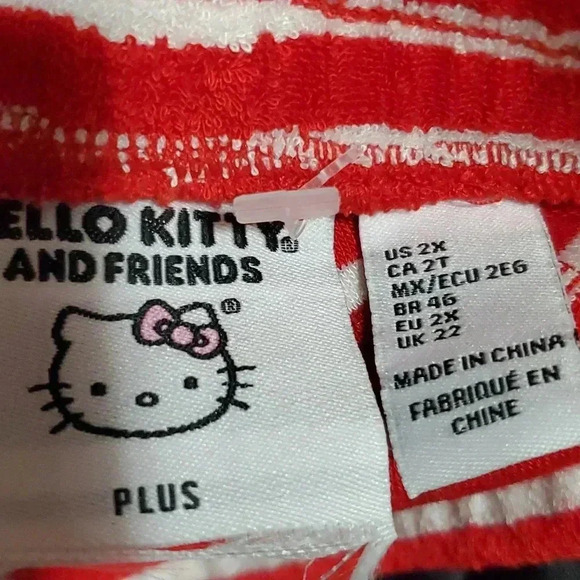 ELLO KITTY®
AND FRIENDS
®
PLUS
US 2X
CA 2T
MX/ECU 2EG
BR 46
EU 2X
UK 22
MADE IN CHINA
FABRIQUÉ EN
CHINE